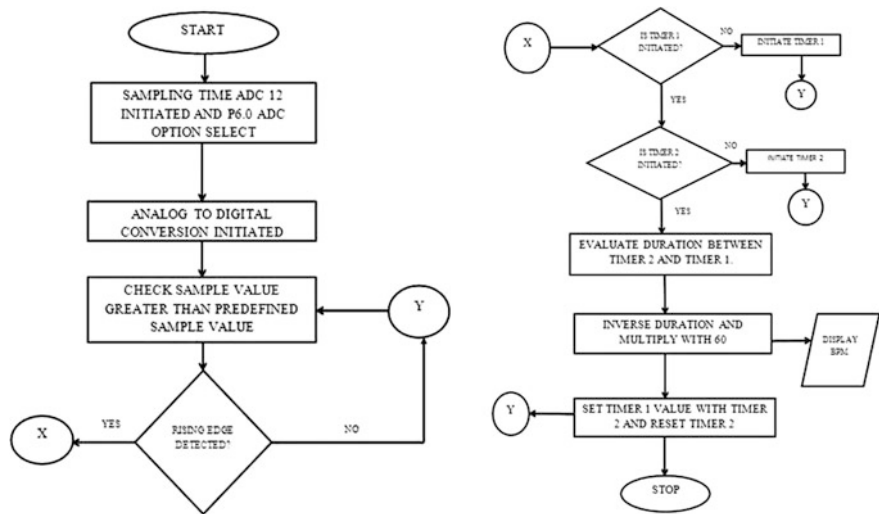 START
SAMPLING TIME ADC 12
INITIATED AND P6.0 ADC
OPTION SELECT
ANALOG TO DIGITAL
CONVERSION INITIATED
CHECK SAMPLE VALUE
GREATER THAN PREDEFINED
SAMPLE VALUE
Y
RISING EDGE
DETECTED?
YES
X
NO
X
IS TIMER 1
INITIATED?
NO
INITIATE TIMER 1
Y
YES
IS TIMER 2
INITIATED?
NO
INITIATE TIMER 2
Y
YES
EVALUATE DURATION BETWEEN
TIMER 2 AND TIMER 1.
INVERSE DURATION AND
MULTIPLY WITH 60
DISPLAY
BPM
SET TIMER 1 VALUE WITH TIMER
2 AND RESET TIMER 2
Y
STOP